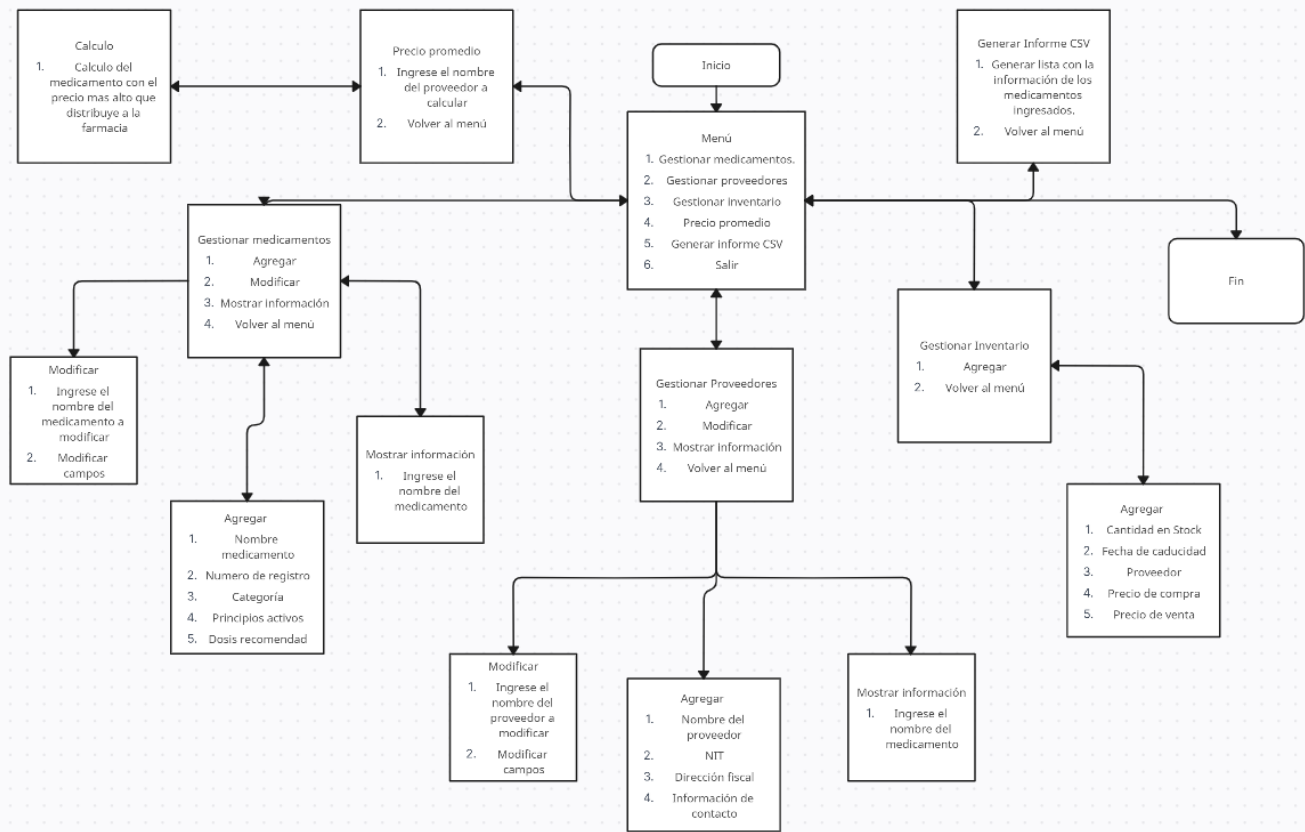 Calculo
1. Calculo del
medicamento con el
precio mas alto que
distribuye a la
farmacia
Precio promedio
1. Ingrese el nombre
del proveedor a
calcular
2. Volver al menú
Inicio
Generar Informe CSV
1. Generar lista con la
información de los
medicamentos
ingresados.
2. Volver al menú
Menú
1. Gestionar medicamentos.
2. Gestionar proveedores
3. Gestionar inventario
4. Precio promedio
5. Generar informe CSV
6. Salir
Gestionar medicamentos
1. Agregar
2. Modificar
3. Mostrar información
4. Volver al menú
Fin
Gestionar Inventario
1. Agregar
2. Volver al menú
Gestionar Proveedores
1. Agregar
2. Modificar
3. Mostrar información
4. Volver al menú
Modificar
1. Ingrese el
nombre del
medicamento a
modificar
2. Modificar
campos
Mostrar información
1. Ingrese el
nombre del
medicamento
Agregar
1. Nombre
medicamento
2. Numero de registro
3. Categoría
4. Principios activos
5. Dosis recomendad
Agregar
1. Cantidad en Stock
2. Fecha de caducidad
3. Proveedor
4. Precio de compra
5. Precio de venta
Modificar
1. Ingrese el
nombre del
proveedor a
modificar
2. Modificar
campos
Agregar
1. Nombre del
proveedor
2. NIT
3. Dirección fiscal
4. Información de
contacto
Mostrar información
1. Ingrese el
nombre del
medicamento